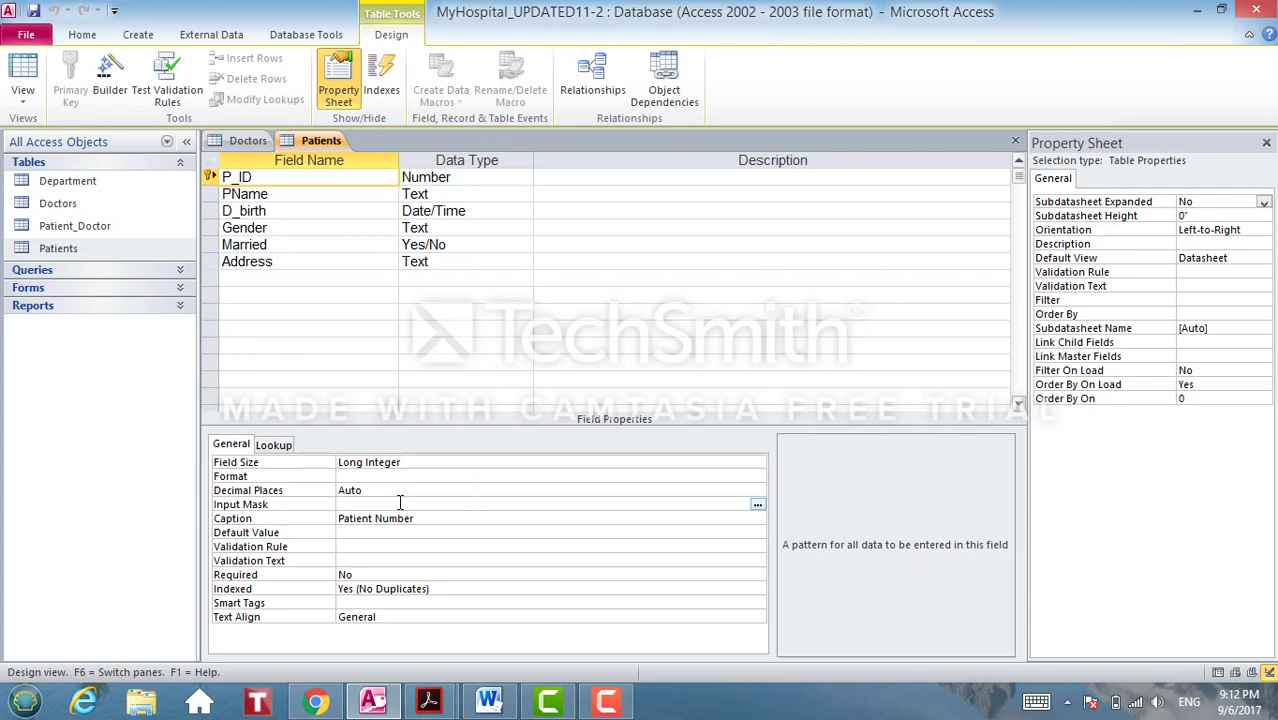 MyHospital_UPDATED11-2 : Database (Access 2002 - 2003 file format) - Microsoft Access
Table Tools
File Home Create External Data Database Tools Design
View
Views
Primary Key
Builder
Test Validation Rules
Insert Rows
Delete Rows
Modify Lookups
Tools
Property Sheet
Indexes
Show/Hide
Create Data Macros
Rename/Delete Macro
Field, Record & Table Events
Relationships
Object Dependencies
Relationships
All Access Objects
Tables
Department
Doctors
Patient_Doctor
Patients
Queries
Forms
Reports
Doctors Patients
Field Name Data Type Description
P_ID Number
PName Text
D_birth Date/Time
Gender Text
Married Yes/No
Address Text
TechSmith®
MADE WITH CAMTASIA FREE TRIAL
Field Properties
General Lookup
Field Size Long Integer
Format
Decimal Places Auto
Input Mask ...
Caption Patient Number
Default Value
Validation Rule
Validation Text
Required No
Indexed Yes (No Duplicates)
Smart Tags
Text Align General
A pattern for all data to be entered in this field
Property Sheet
Selection type: Table Properties
General
Subdatasheet Expanded No
Subdatasheet Height 0"
Orientation Left-to-Right
Description
Default View Datasheet
Validation Rule
Validation Text
Filter
Order By
Subdatasheet Name [Auto]
Link Child Fields
Link Master Fields
Filter On Load No
Order By On Load Yes
Order By On 0
Design view. F6 = Switch panes. F1 = Help.
ENG
9:12 PM
9/6/2017